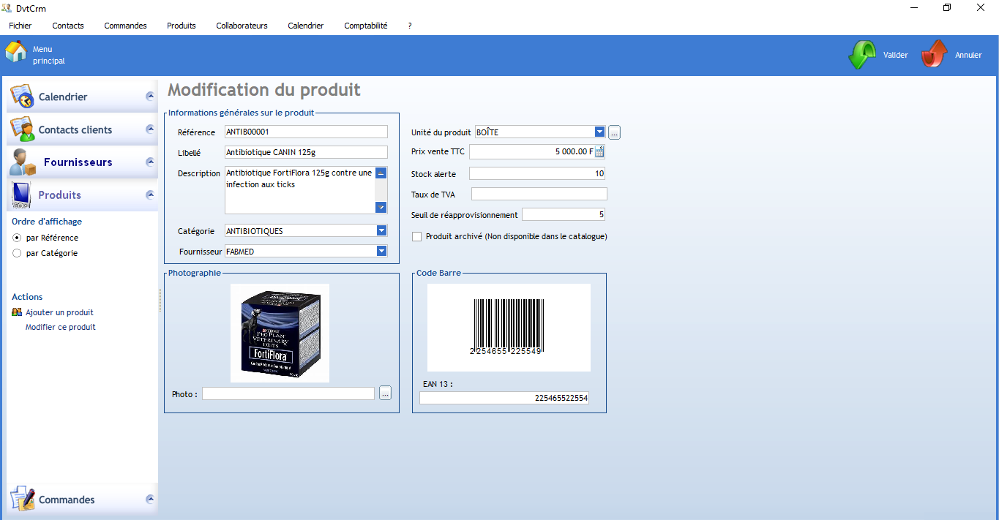 DvtCrm
Fichier Contacts Commandes Produits Collaborateurs Calendrier Comptabilité ?
Menu
principal
Valider Annuler
Calendrier
Contacts clients
Fournisseurs
Produits
Ordre d'affichage
par Référence
par Catégorie
Actions
Ajouter un produit
Modifier ce produit
Commandes
Modification du produit
Informations générales sur le produit
Référence ANTIB00001
Libellé Antibiotique CANIN 125g
Description Antibiotique FortiFlora 125g contre une
infection aux ticks
Catégorie ANTIBIOTIQUES
Fournisseur FABMED
Unité du produit BOÎTE ...
Prix vente TTC 5 000.00 F
Stock alerte 10
Taux de TVA
Seuil de réapprovisionnement 5
Produit archivé (Non disponible dans le catalogue)
Photographie
PRO PLAN
VETERINARY
DIETS
FortiFlora
Photo : ...
Code Barre
2 254655 225549
EAN 13 :
225465522554